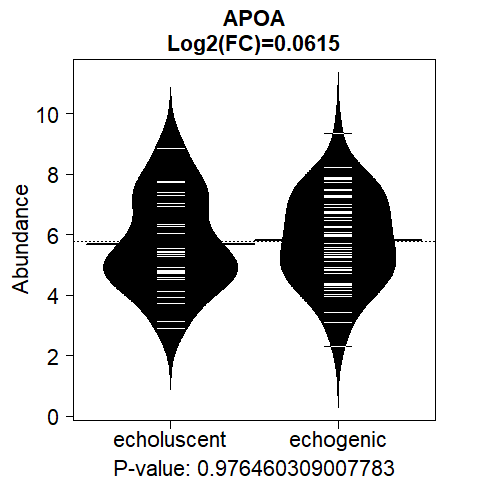 APOA
Log2(FC)=0.0615
Abundance
10
8
6
4
2
0
echoluscent echogenic
P-value: 0.976460309007783